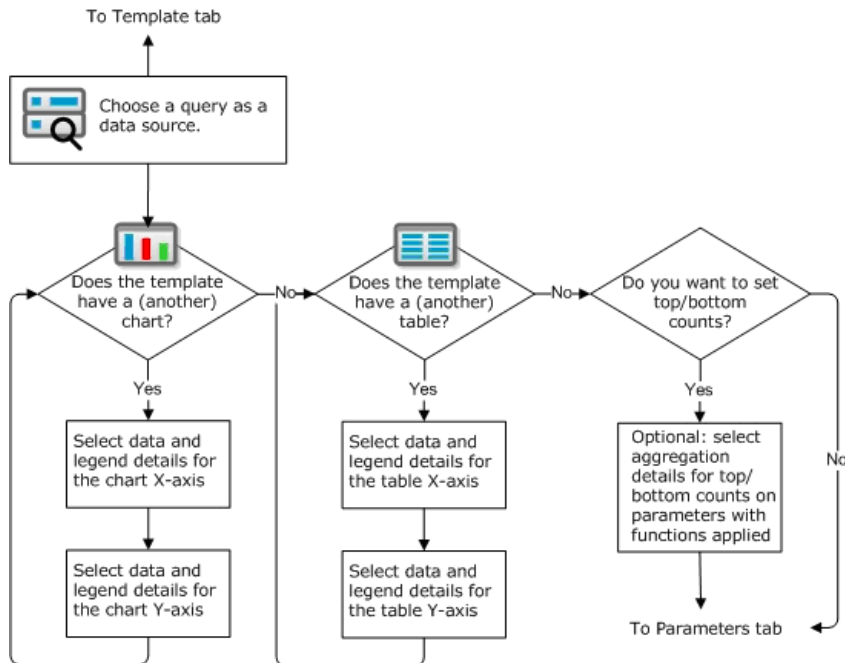 To Template tab
Choose a query as a
data source.
Does the template
have a (another)
chart?
No
Does the template
have a (another)
table?
No
Do you want to set
top/bottom
counts?
Yes
Select data and
legend details for
the chart X-axis
Select data and
legend details for
the chart Y-axis
Yes
Select data and
legend details for
the table X-axis
Select data and
legend details for
the table Y-axis
Yes
Optional: select
aggregation
details for top/
bottom counts on
parameters with
functions applied
No
To Parameters tab